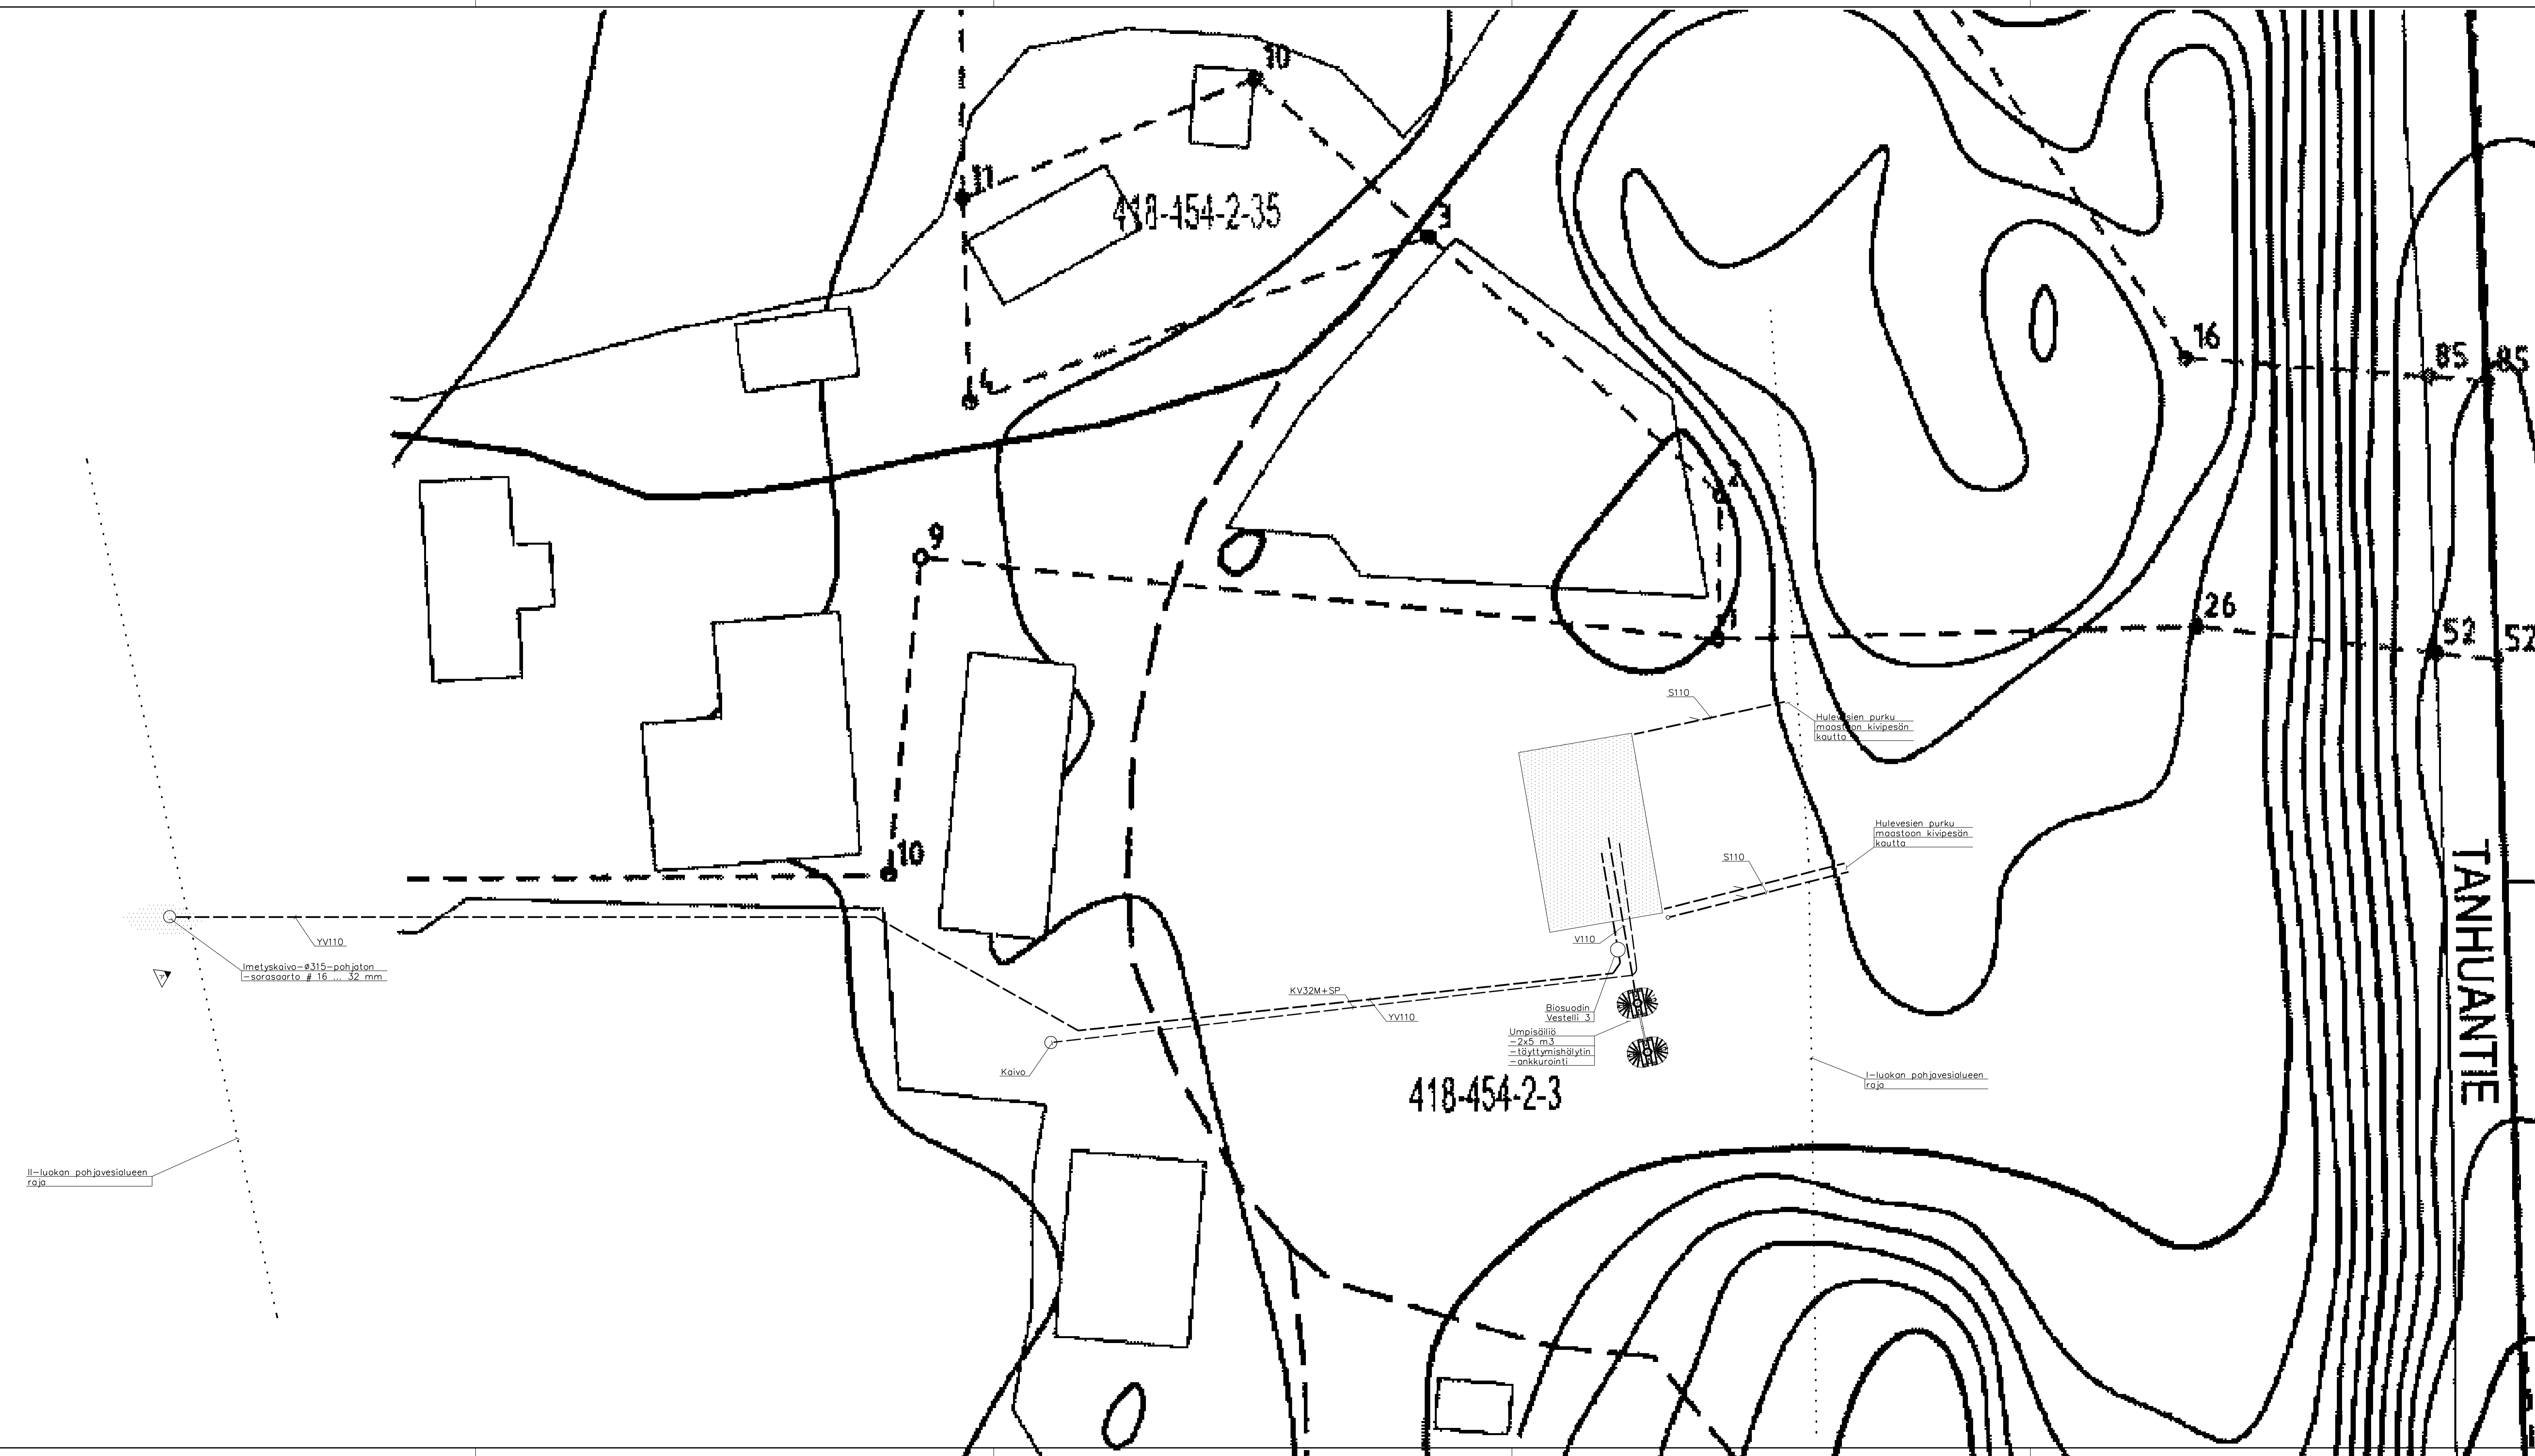 10
11
418-454-2-35
3
16
85
85
4
2
9
26
52
52
1
S110
Hulevesien purku
maastoon kivipesän
kautta
10
Hulevesien purku
maastoon kivipesän
kautta
S110
TANHUANTIE
YV110
V110
Imetyskaivo-ø315-pohjaton
-sorasaarto # 16 ... 32 mm
KV32M+SP
YV110
Biosuodin
Vestelli 3
Umpisäiliö
-2x5 m3
-täyttymishälytin
-ankkurointi
Kaivo
418-454-2-3
I-luokan pohjavesialueen
raja
II-luokan pohjavesialueen
raja